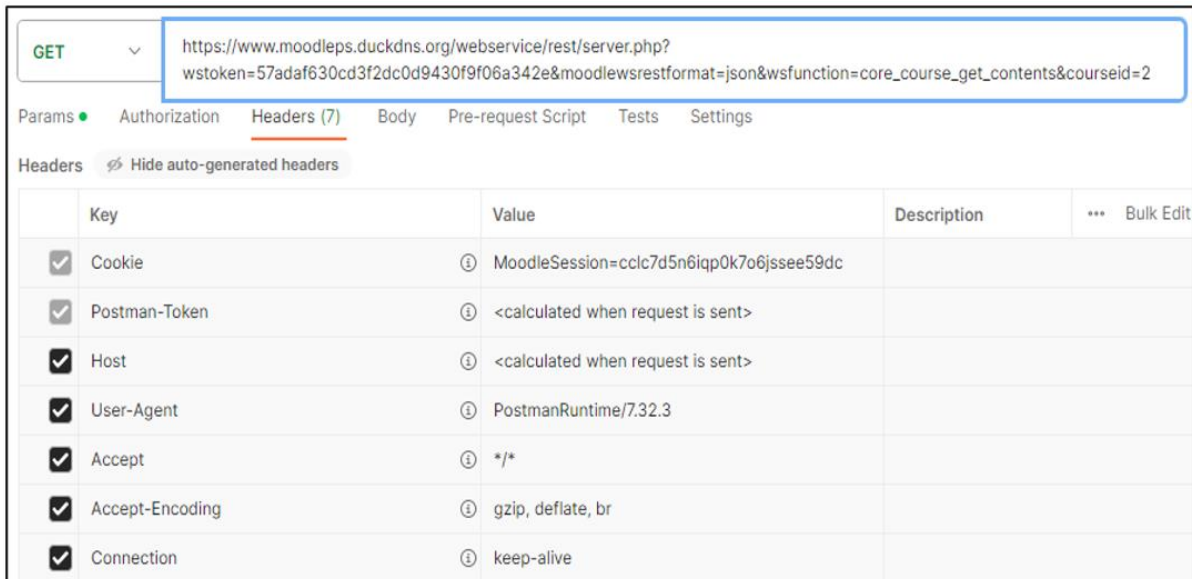 GET
https://www.moodleps.duckdns.org/webservice/rest/server.php?
wstoken=57adaf630cd3f2dc0d9430f9f06a342e&moodlewsrestformat=json&wsfunction=core_course_get_contents&courseid=2
Params Authorization Headers (7) Body Pre-request Script Tests Settings
Headers Hide auto-generated headers
Key Value Description ••• Bulk Edit
Cookie MoodleSession=cclc7d5n6iqp0k7o6jssee59dc
Postman-Token <calculated when request is sent>
Host <calculated when request is sent>
User-Agent PostmanRuntime/7.32.3
Accept */*
Accept-Encoding gzip, deflate, br
Connection keep-alive